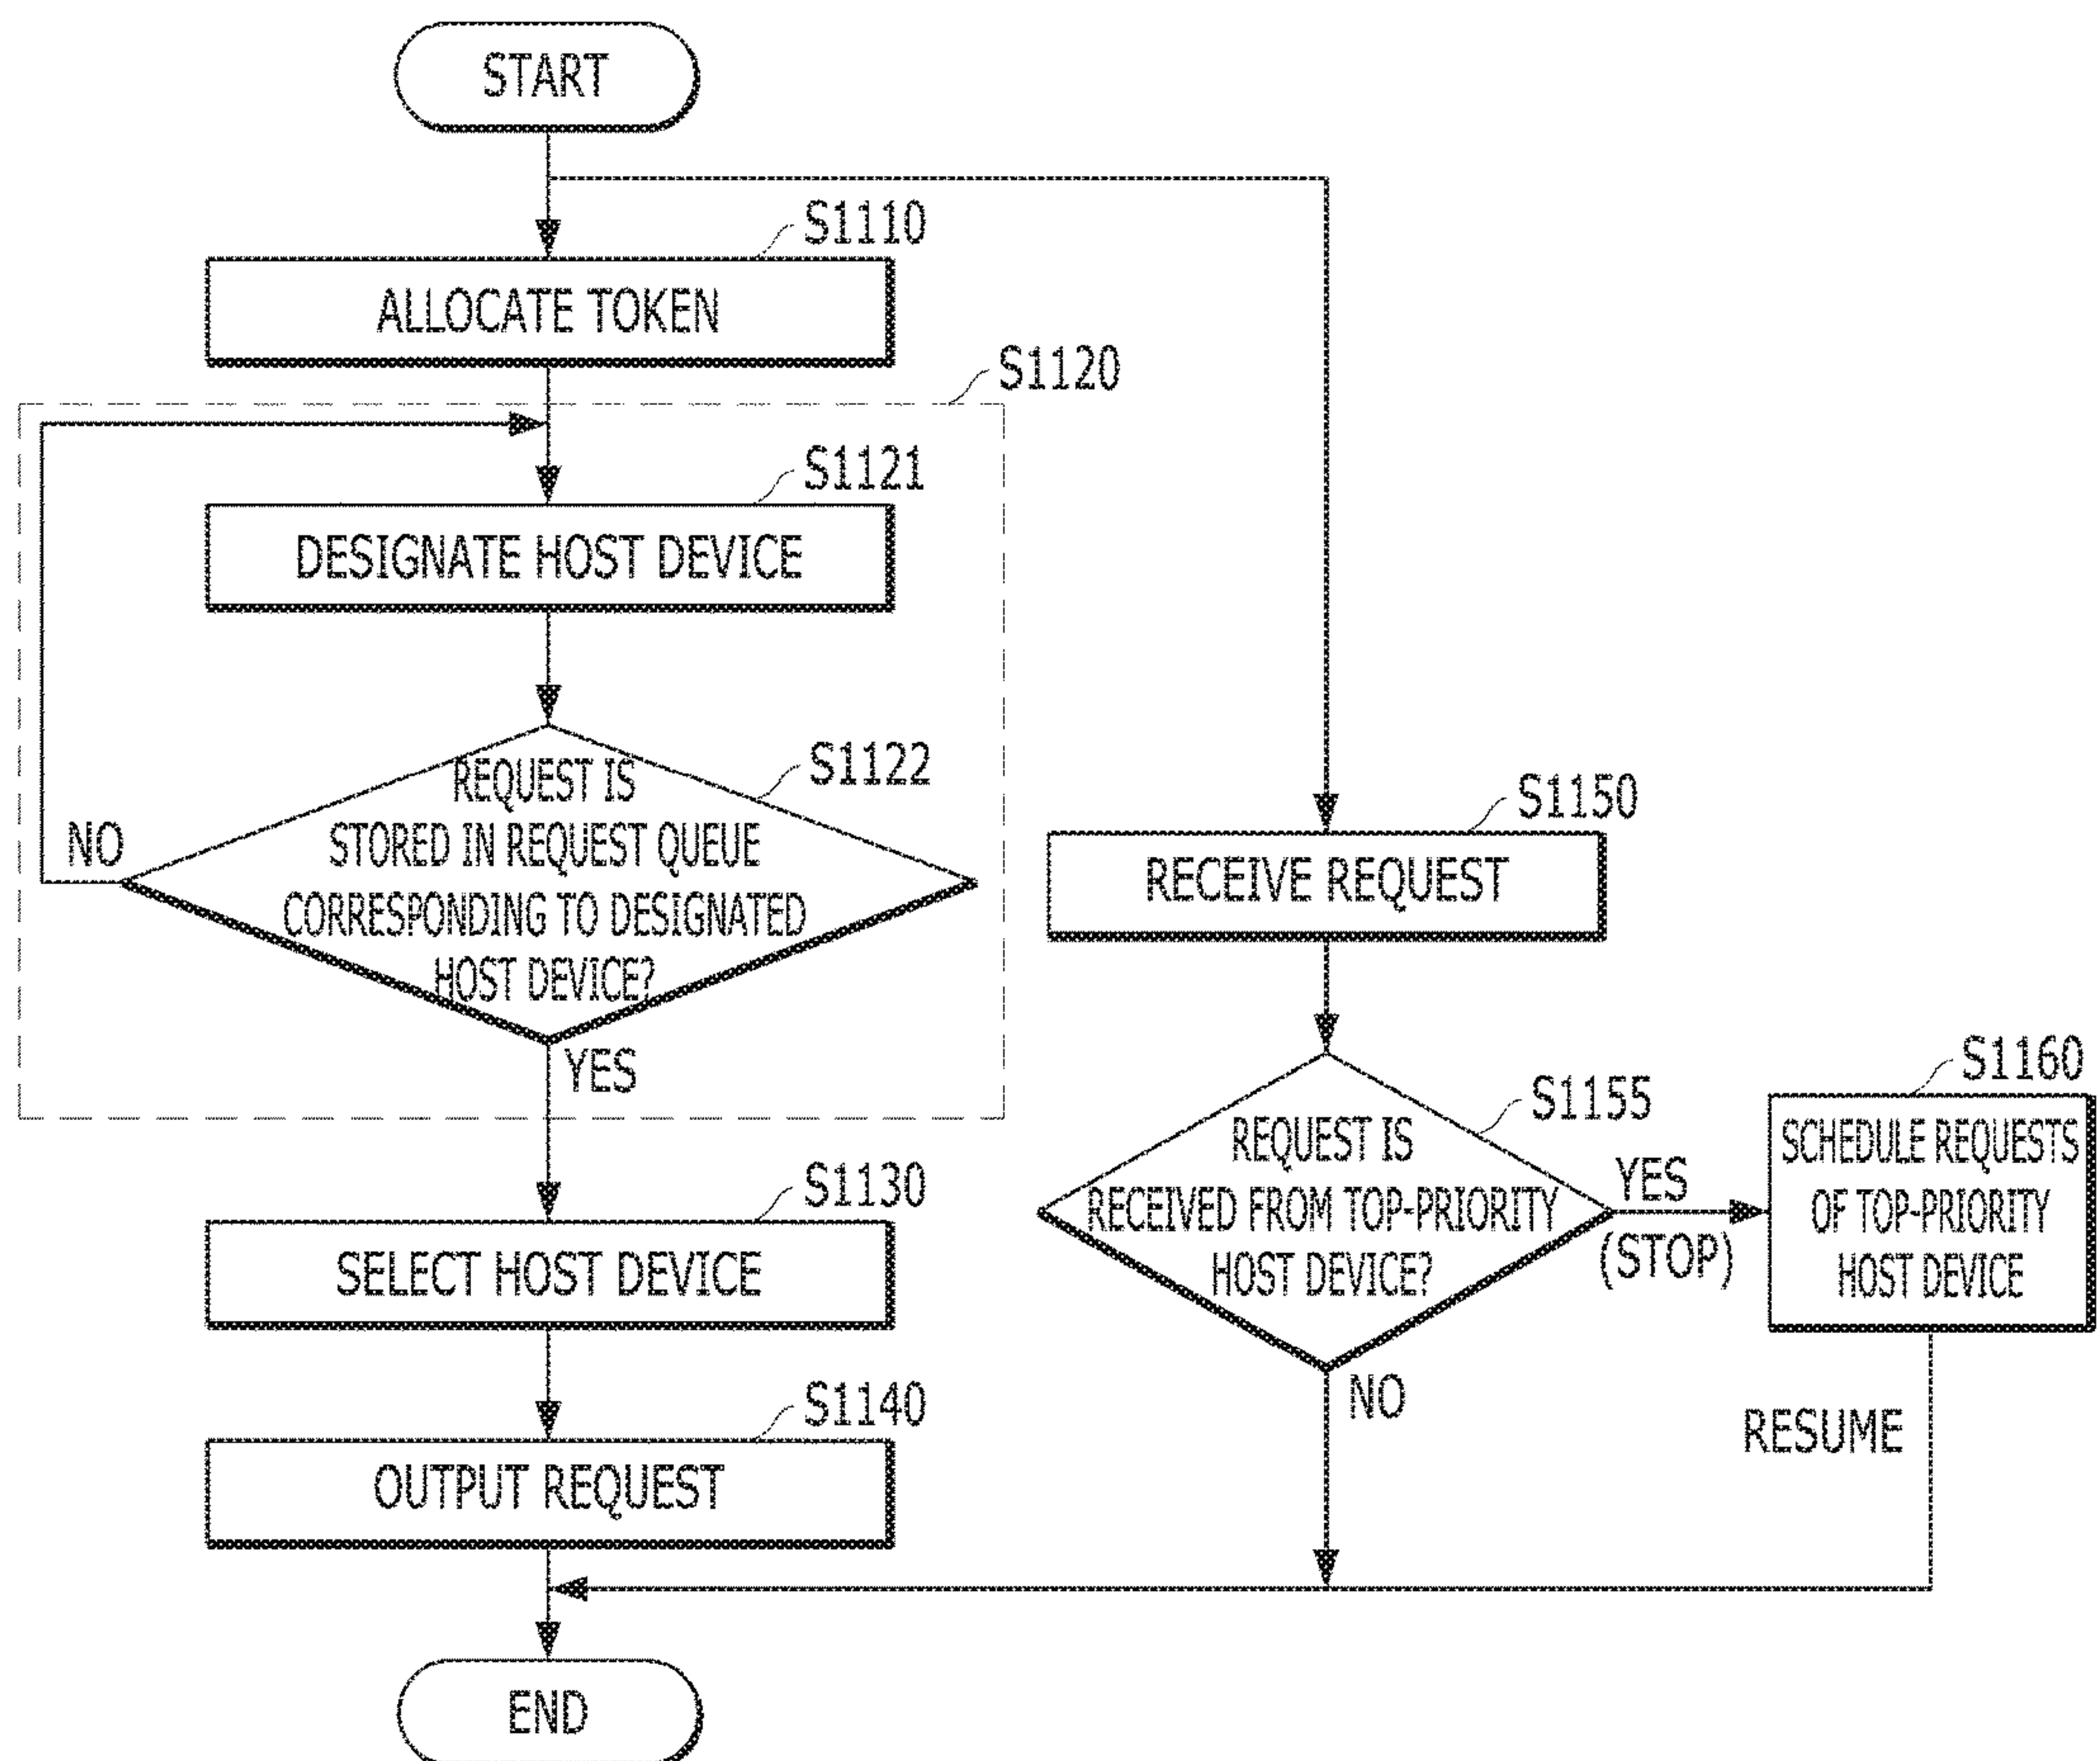 START
S1110
ALLOCATE TOKEN
S1120
S1121
DESIGNATE HOST DEVICE
S1122
REQUEST IS
STORED IN REQUEST QUEUE
CORRESPONDING TO DESIGNATED
HOST DEVICE?
NO
YES
S1130
SELECT HOST DEVICE
S1140
OUTPUT REQUEST
END
S1150
RECEIVE REQUEST
S1155
REQUEST IS
RECEIVED FROM TOP-PRIORITY
HOST DEVICE?
YES
(STOP)
NO
S1160
SCHEDULE REQUESTS
OF TOP-PRIORITY
HOST DEVICE
RESUME